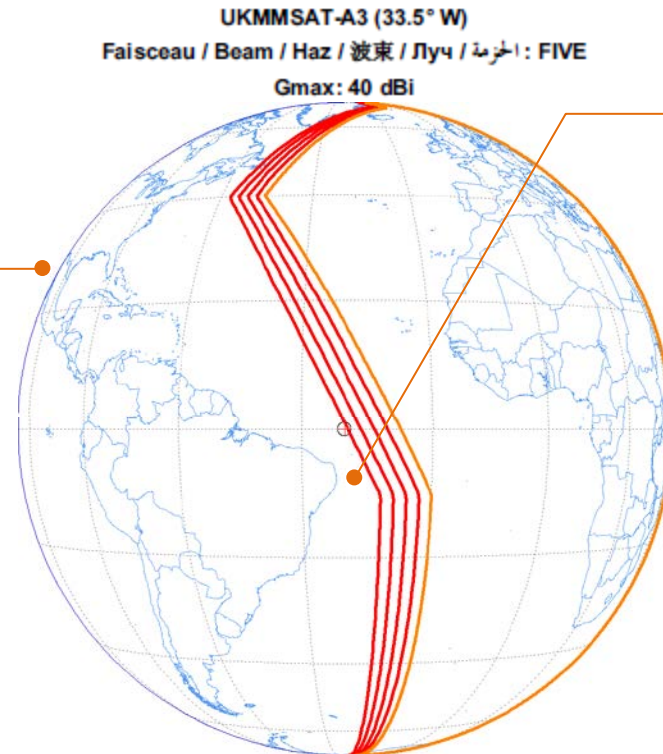 UKMMSAT-A3 (33.5° W)
Faisceau / Beam / Haz / 波束 / Луч / الحزمة : FIVE
Gmax: 40 dBi